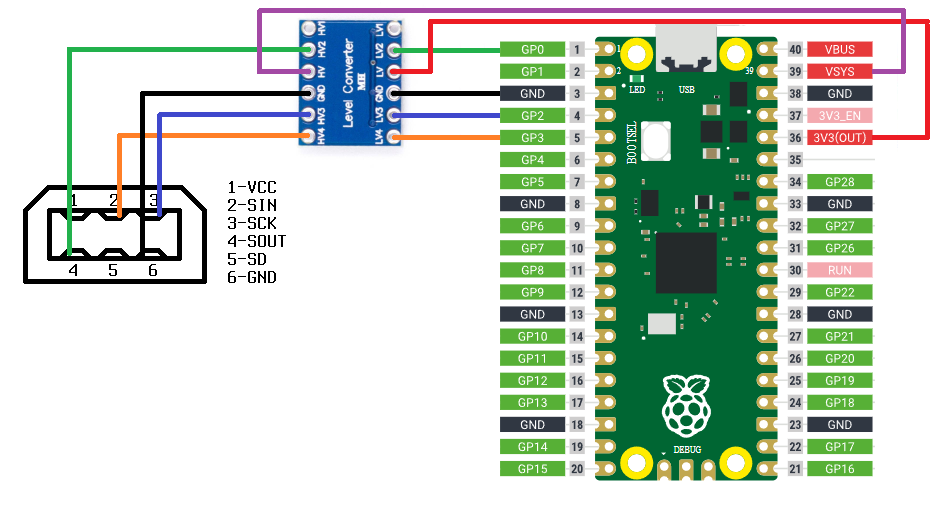 HV1
HV2
HV
GND
HV3
HV4
Level Converter
MH
LV1
LV2
LV
GND
LV3
LV4
1
2
3
4
5
6
1-VCC
2-SIN
3-SCK
4-SOUT
5-SD
6-GND
GP0 1
GP1 2
GND 3
GP2 4
GP3 5
GP4 6
GP5 7
GND 8
GP6 9
GP7 10
GP8 11
GP9 12
GND 13
GP10 14
GP11 15
GP12 16
GP13 17
GND 18
GP14 19
GP15 20
1
2
LED
USB
39
BOOTSEL
DEBUG
40 VBUS
39 VSYS
38 GND
37 3V3_EN
36 3V3(OUT)
35
34 GP28
33 GND
32 GP27
31 GP26
30 RUN
29 GP22
28 GND
27 GP21
26 GP20
25 GP19
24 GP18
23 GND
22 GP17
21 GP16